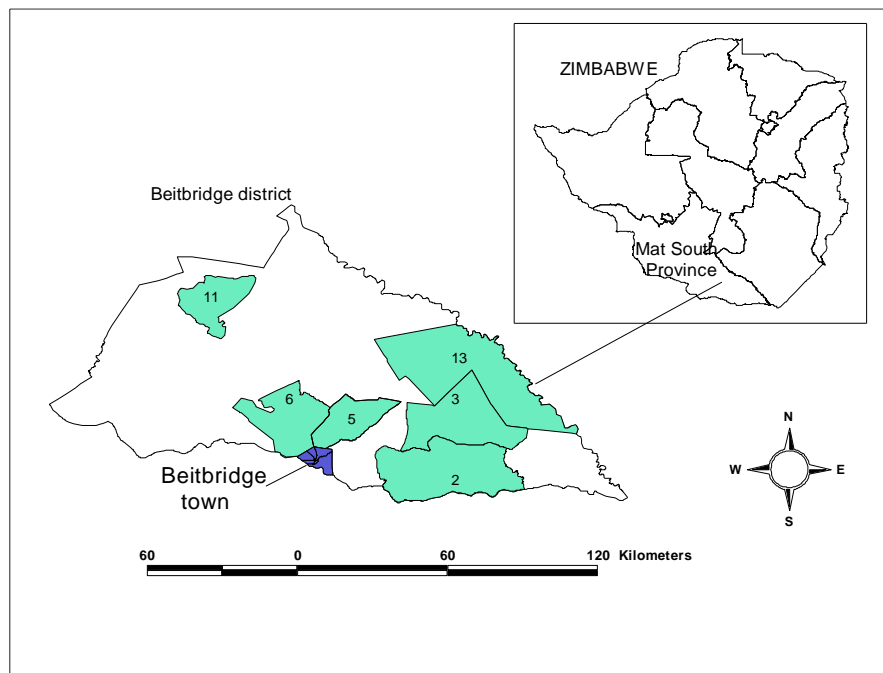 ZIMBABWE
Mat South
Province
Beitbridge district
11
13
6
5
3
2
Beitbridge
town
N
W
E
S
60
0
60
120
Kilometers